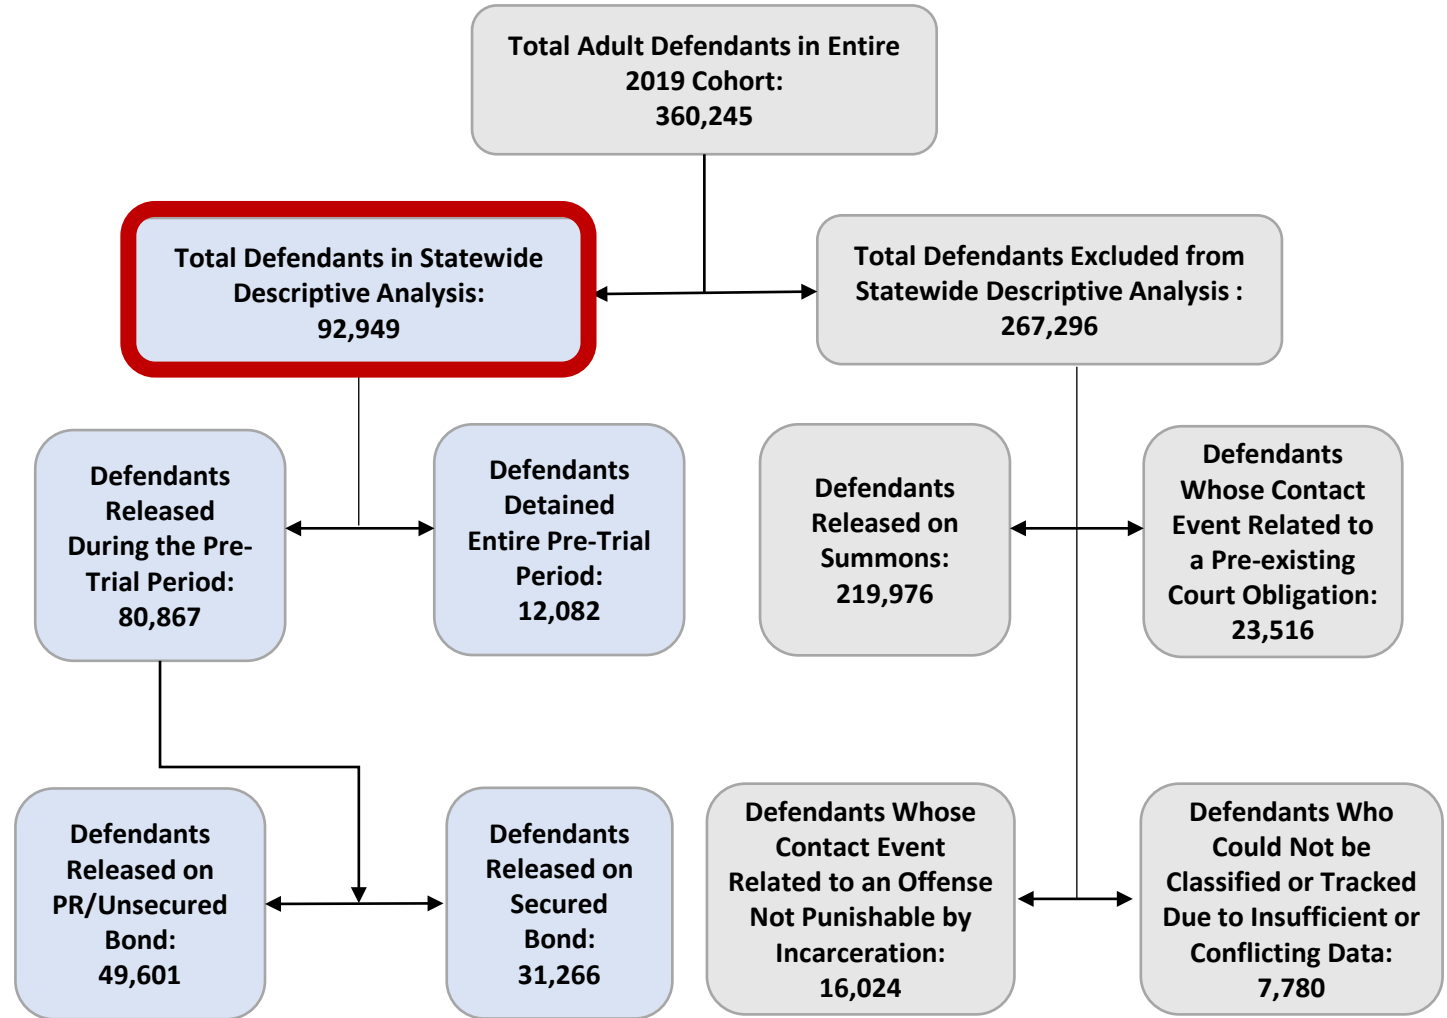 Total Adult Defendants in Entire
2019 Cohort:
360,245
Total Defendants in Statewide
Descriptive Analysis:
92,949
Total Defendants Excluded from
Statewide Descriptive Analysis :
267,296
Defendants
Released
During the Pre-
Trial Period:
80,867
Defendants
Detained
Entire Pre-Trial
Period:
12,082
Defendants
Released on
Summons:
219,976
Defendants
Whose Contact
Event Related to
a Pre-existing
Court Obligation:
23,516
Defendants
Released on
PR/Unsecured
Bond:
49,601
Defendants
Released on
Secured
Bond:
31,266
Defendants Whose
Contact Event
Related to an Offense
Not Punishable by
Incarceration:
16,024
Defendants Who
Could Not be
Classified or Tracked
Due to Insufficient or
Conflicting Data:
7,780